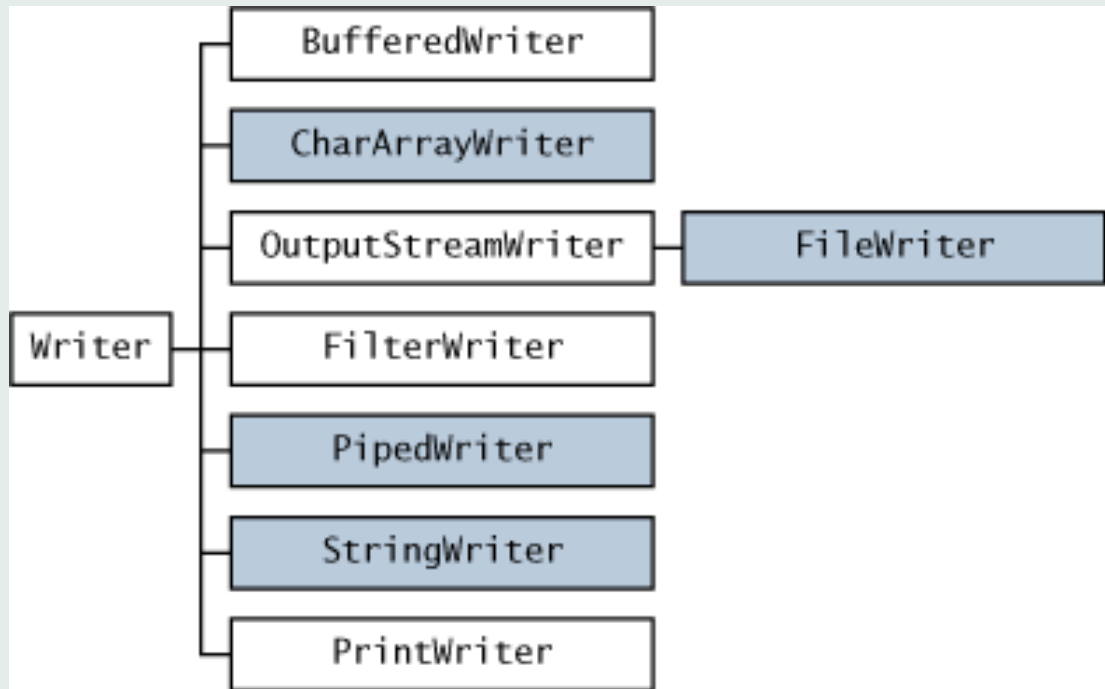 BufferedWriter
CharArrayWriter
OutputStreamWriter
FileWriter
Writer
FilterWriter
PipedWriter
StringWriter
PrintWriter